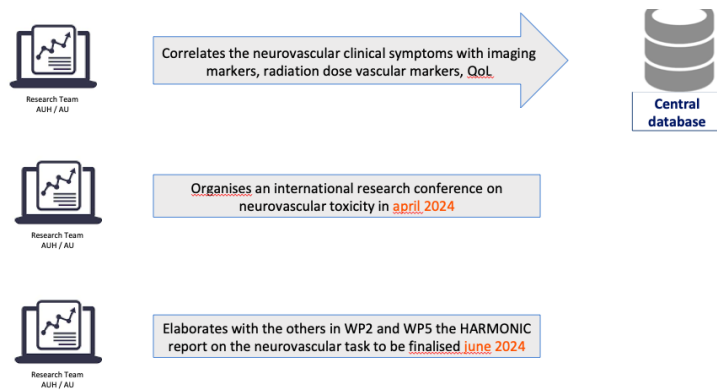 Correlates the neurovascular clinical symptoms with imaging
markers, radiation dose vascular markers, QoL
Research Team
AUH / AU
Central
database
Organises an international research conference on
neurovascular toxicity in april 2024
Research Team
AUH / AU
Elaborates with the others in WP2 and WP5 the HARMONIC
report on the neurovascular task to be finalised june 2024
Research Team
AUH / AU